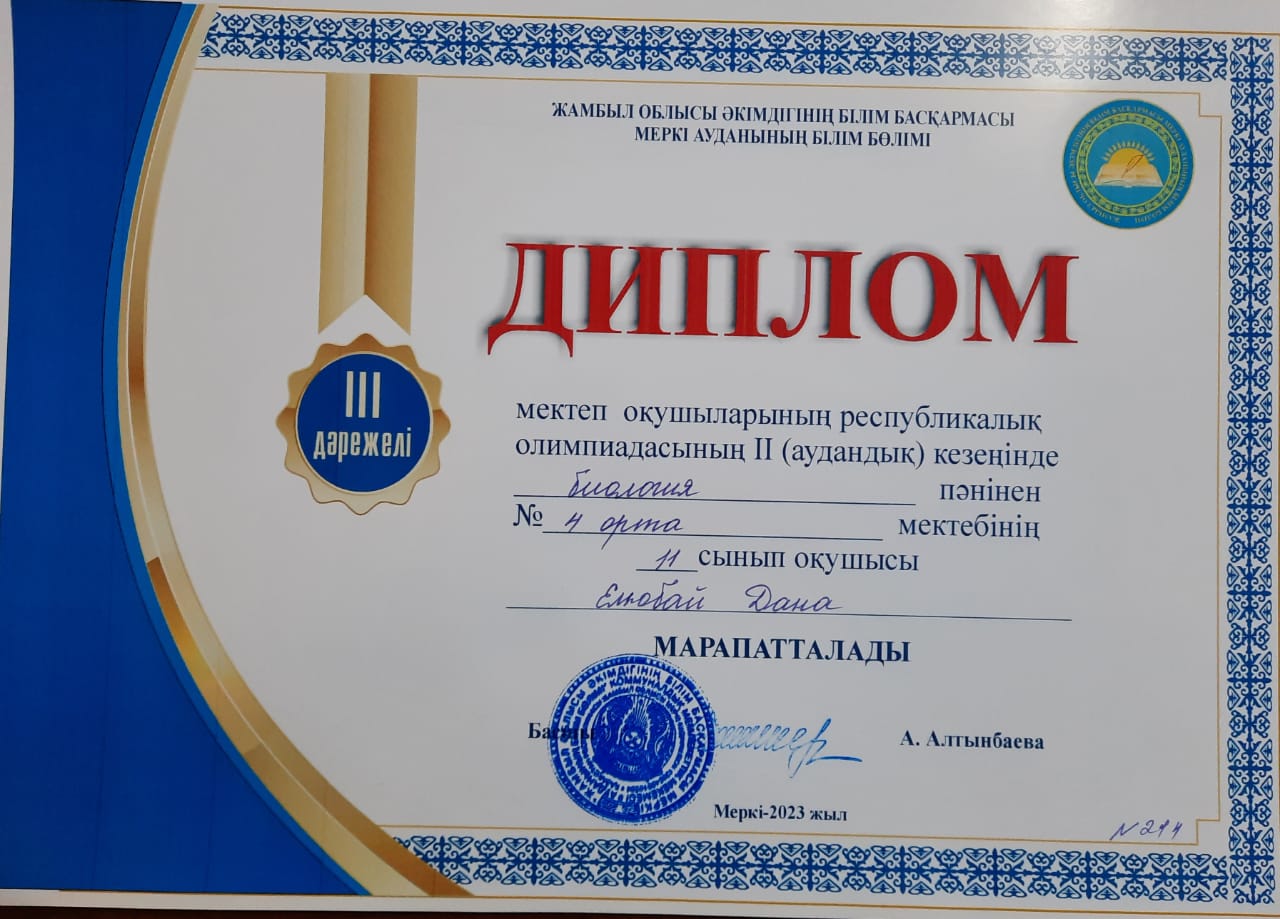 ЖАМБЫЛ ОБЛЫСЫ ӘКІМДІГІНІҢ БІЛІМ БАСҚАРМАСЫ
МЕРКІ АУДАНЫНЫҢ БІЛІМ БӨЛІМІ
ДИПЛОМ
III
дәрежелі
мектеп оқушыларының республикалық
олимпиадасының II (аудандық) кезеңінде
биология пәнінен
№ 4 орта мектебінің
11 сынып оқушысы
Елюбай Дана
МАРАПАТТАЛАДЫ
А. Алтынбаева
Меркі-2023 жыл